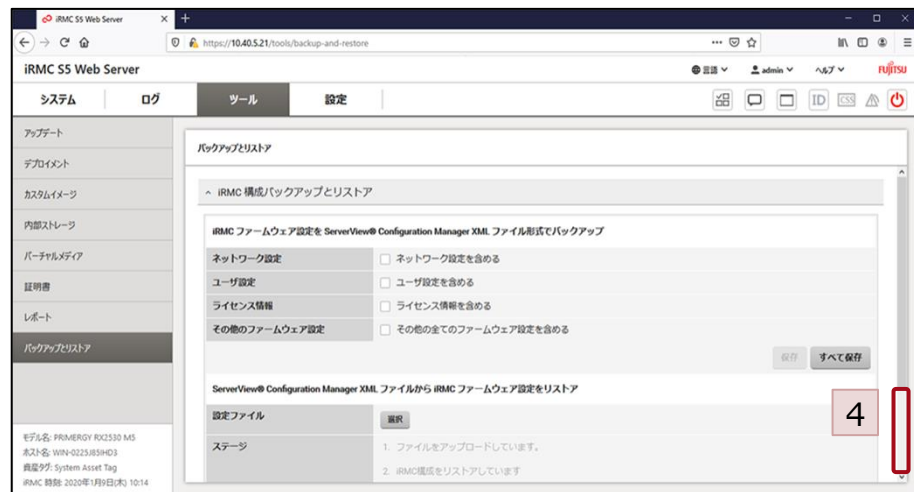 iRMC S5 Web Server
https://10.40.5.21/tools/backup-and-restore
iRMC S5 Web Server
言語
admin
ヘルプ
FUJITSU
システム
ログ
ツール
設定
ID
CSS
アップデート
デプロイメント
カスタムイメージ
内部ストレージ
バーチャルメディア
証明書
レポート
バックアップとリストア
モデル名: PRIMERGY RX2530 M5
ホスト名: WIN-0225J85IHD3
資産タグ: System Asset Tag
iRMC 時刻: 2020年1月9日(木) 10:14
バックアップとリストア
iRMC 構成バックアップとリストア
iRMC ファームウェア設定を ServerView® Configuration Manager XML ファイル形式でバックアップ
ネットワーク設定 ネットワーク設定を含める
ユーザ設定 ユーザ設定を含める
ライセンス情報 ライセンス情報を含める
その他のファームウェア設定 その他の全てのファームウェア設定を含める
保存 すべて保存
ServerView® Configuration Manager XML ファイルから iRMC ファームウェア設定をリストア
設定ファイル 選択
ステージ 1. ファイルをアップロードしています。
2. iRMC構成をリストアしています
4